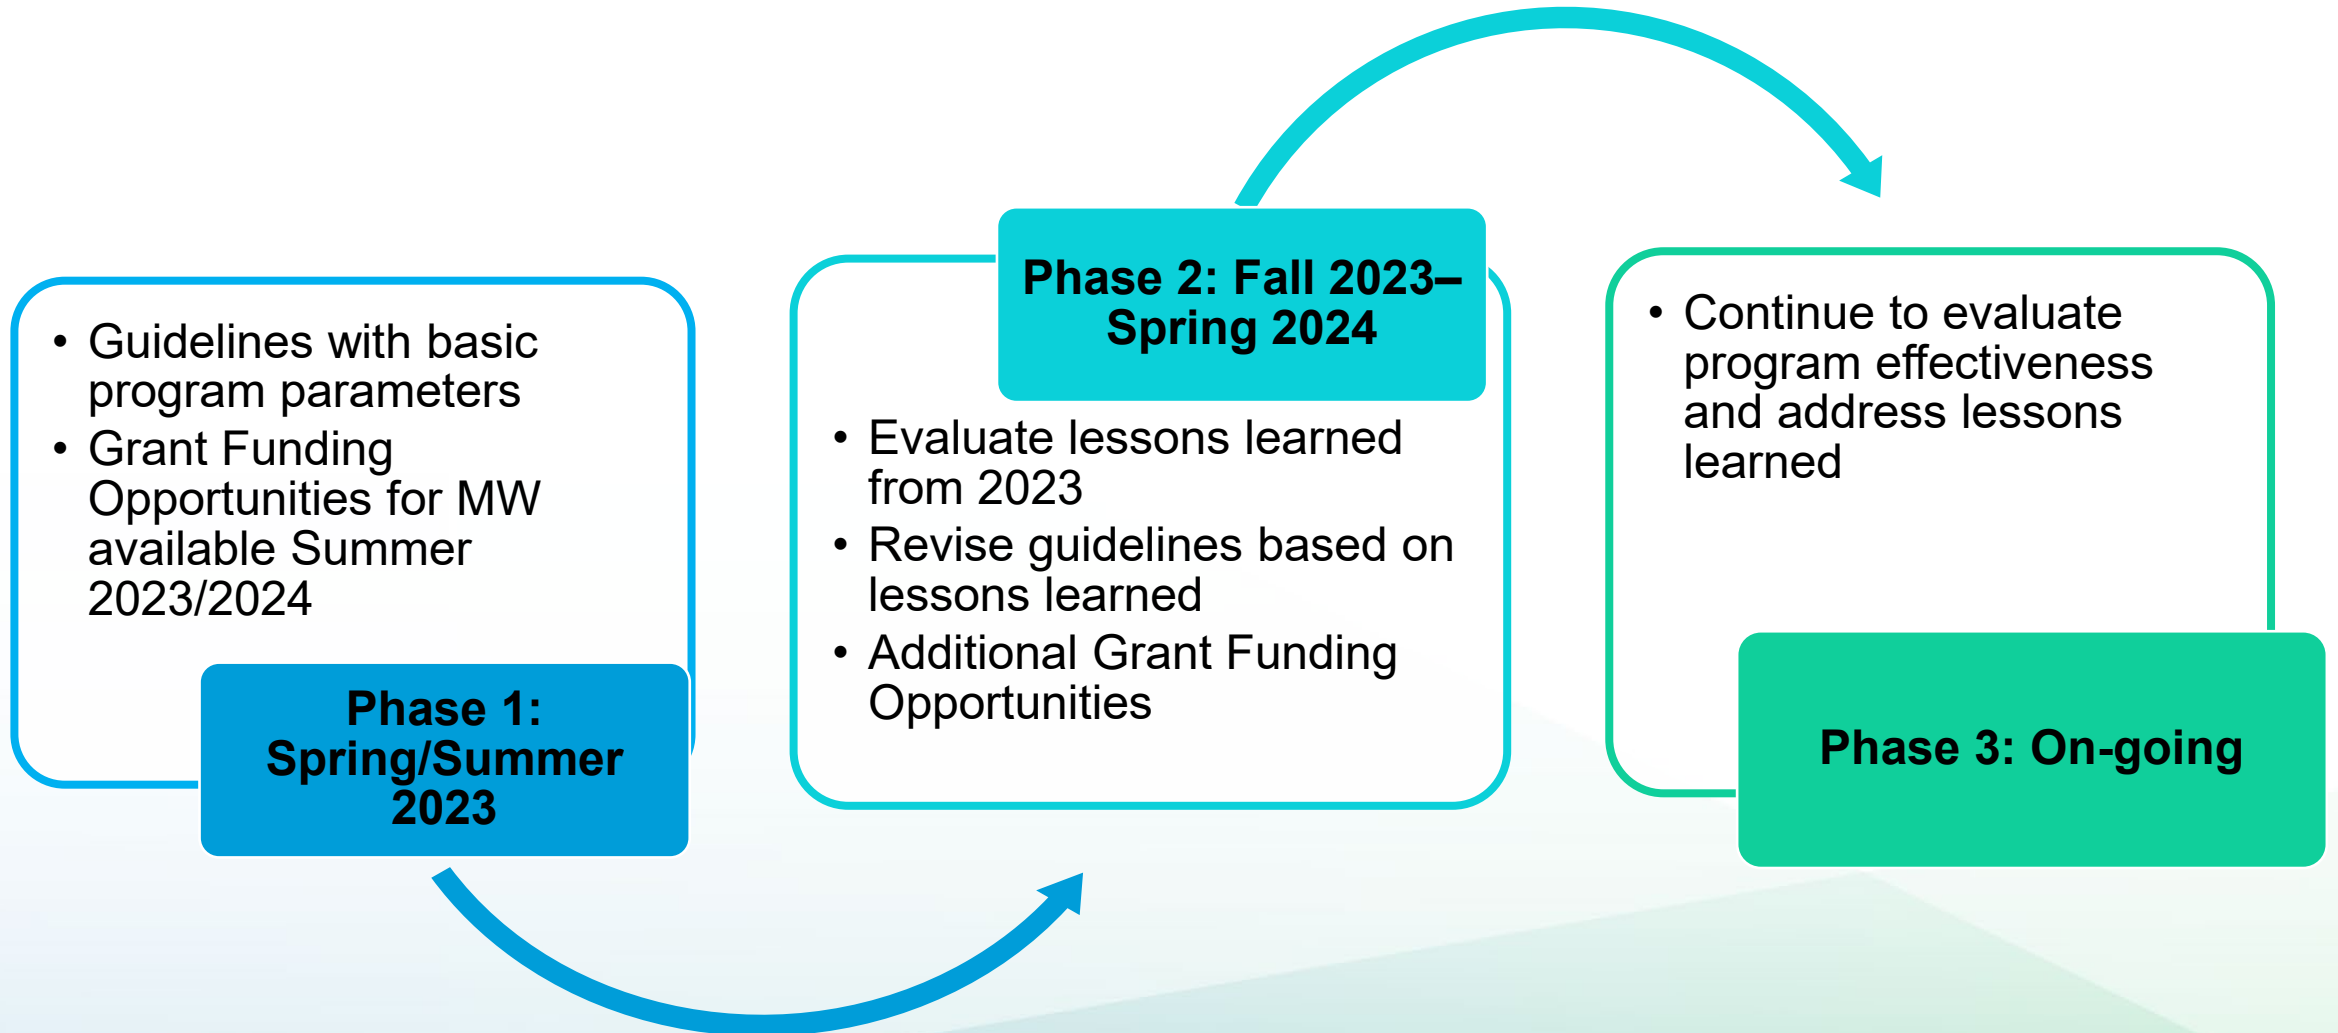 • Guidelines with basic
program parameters
• Grant Funding
Opportunities for MW
available Summer
2023/2024
Phase 1:
Spring/Summer
2023
Phase 2: Fall 2023–
Spring 2024
• Evaluate lessons learned
from 2023
• Revise guidelines based on
lessons learned
• Additional Grant Funding
Opportunities
• Continue to evaluate
program effectiveness
and address lessons
learned
Phase 3: On-going